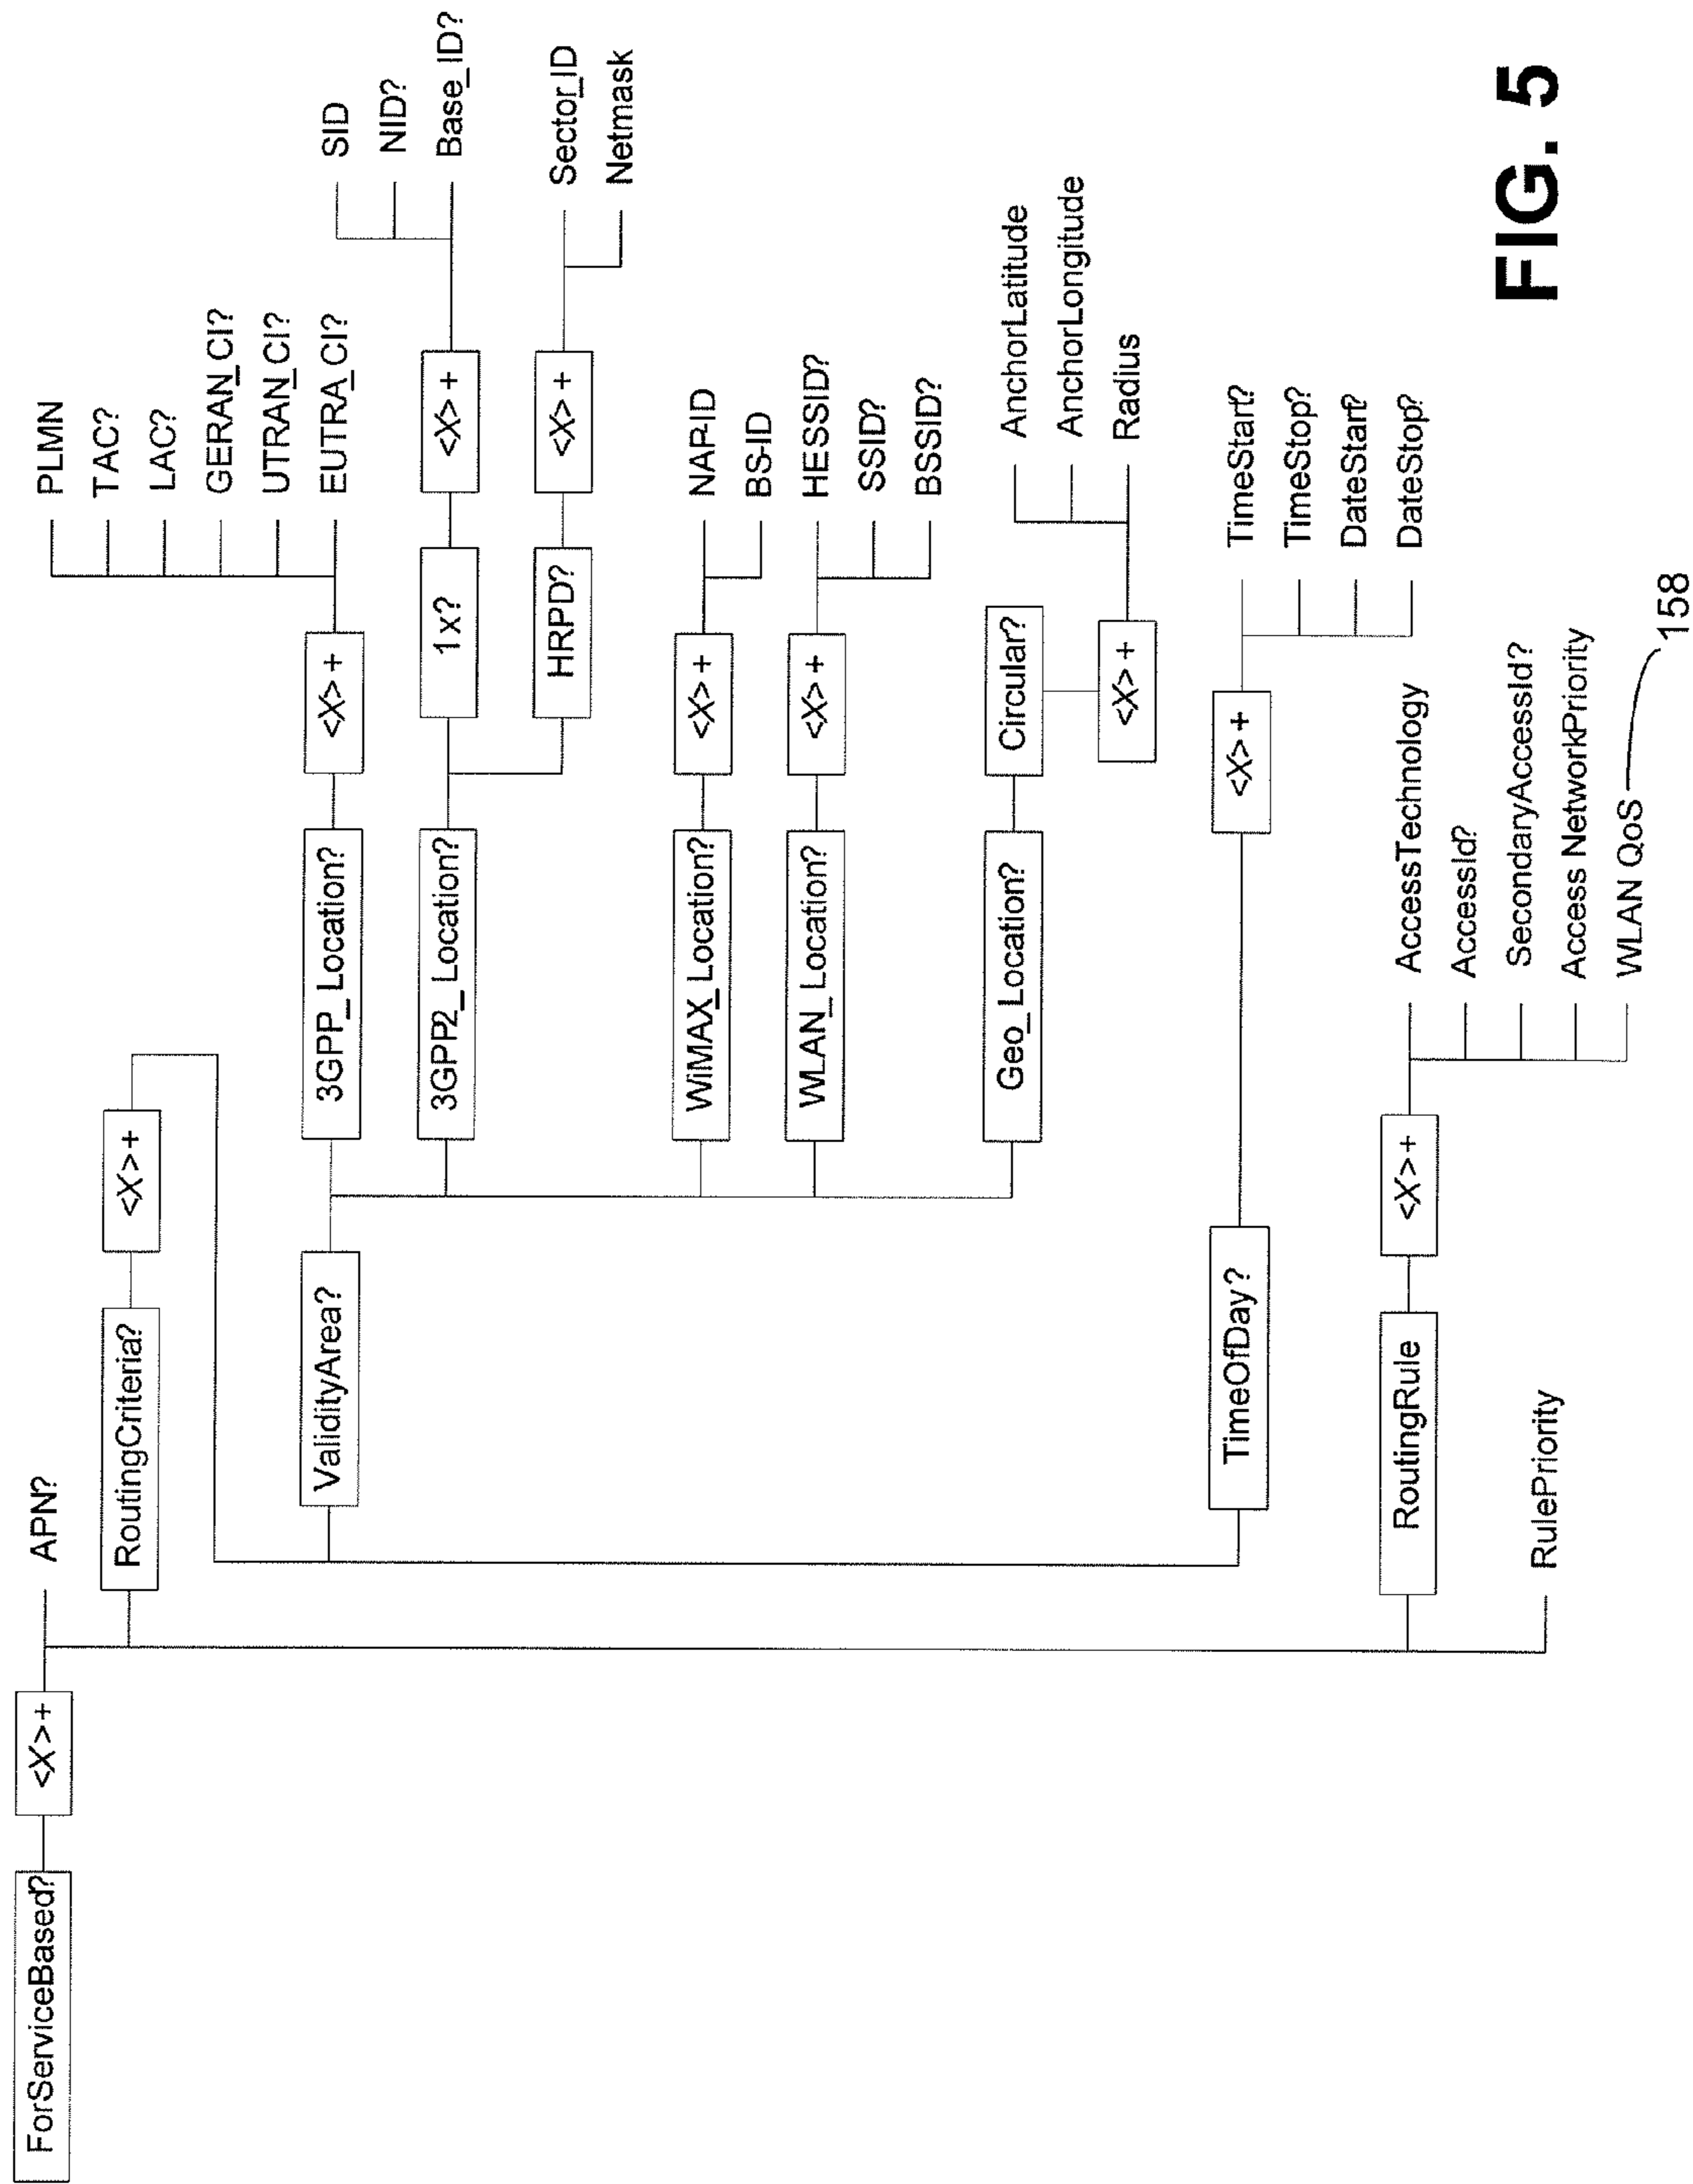 ForServiceBased?
<X>+
APN?
RoutingCriteria?
<X>+
ValidityArea?
3GPP_Location?
<X>+
PLMN
TAC?
LAC?
GERAN_CI?
UTRAN_CI?
EUTRA_CI?
3GPP2_Location?
1x?
<X>+
SID
NID?
Base_ID?
HRPD?
<X>+
Sector_ID
Netmask
WiMAX_Location?
<X>+
NAP-ID
BS-ID
WLAN_Location?
<X>+
HESSID?
SSID?
BSSID?
Geo_Location?
Circular?
<X>+
AnchorLatitude
AnchorLongitude
Radius
TimeOfDay?
<X>+
TimeStart?
TimeStop?
DateStart?
DateStop?
RoutingRule
<X>+
AccessTechnology
AccessId?
SecondaryAccessId?
Access NetworkPriority
WLAN QoS
158
RulePriority
FIG. 5